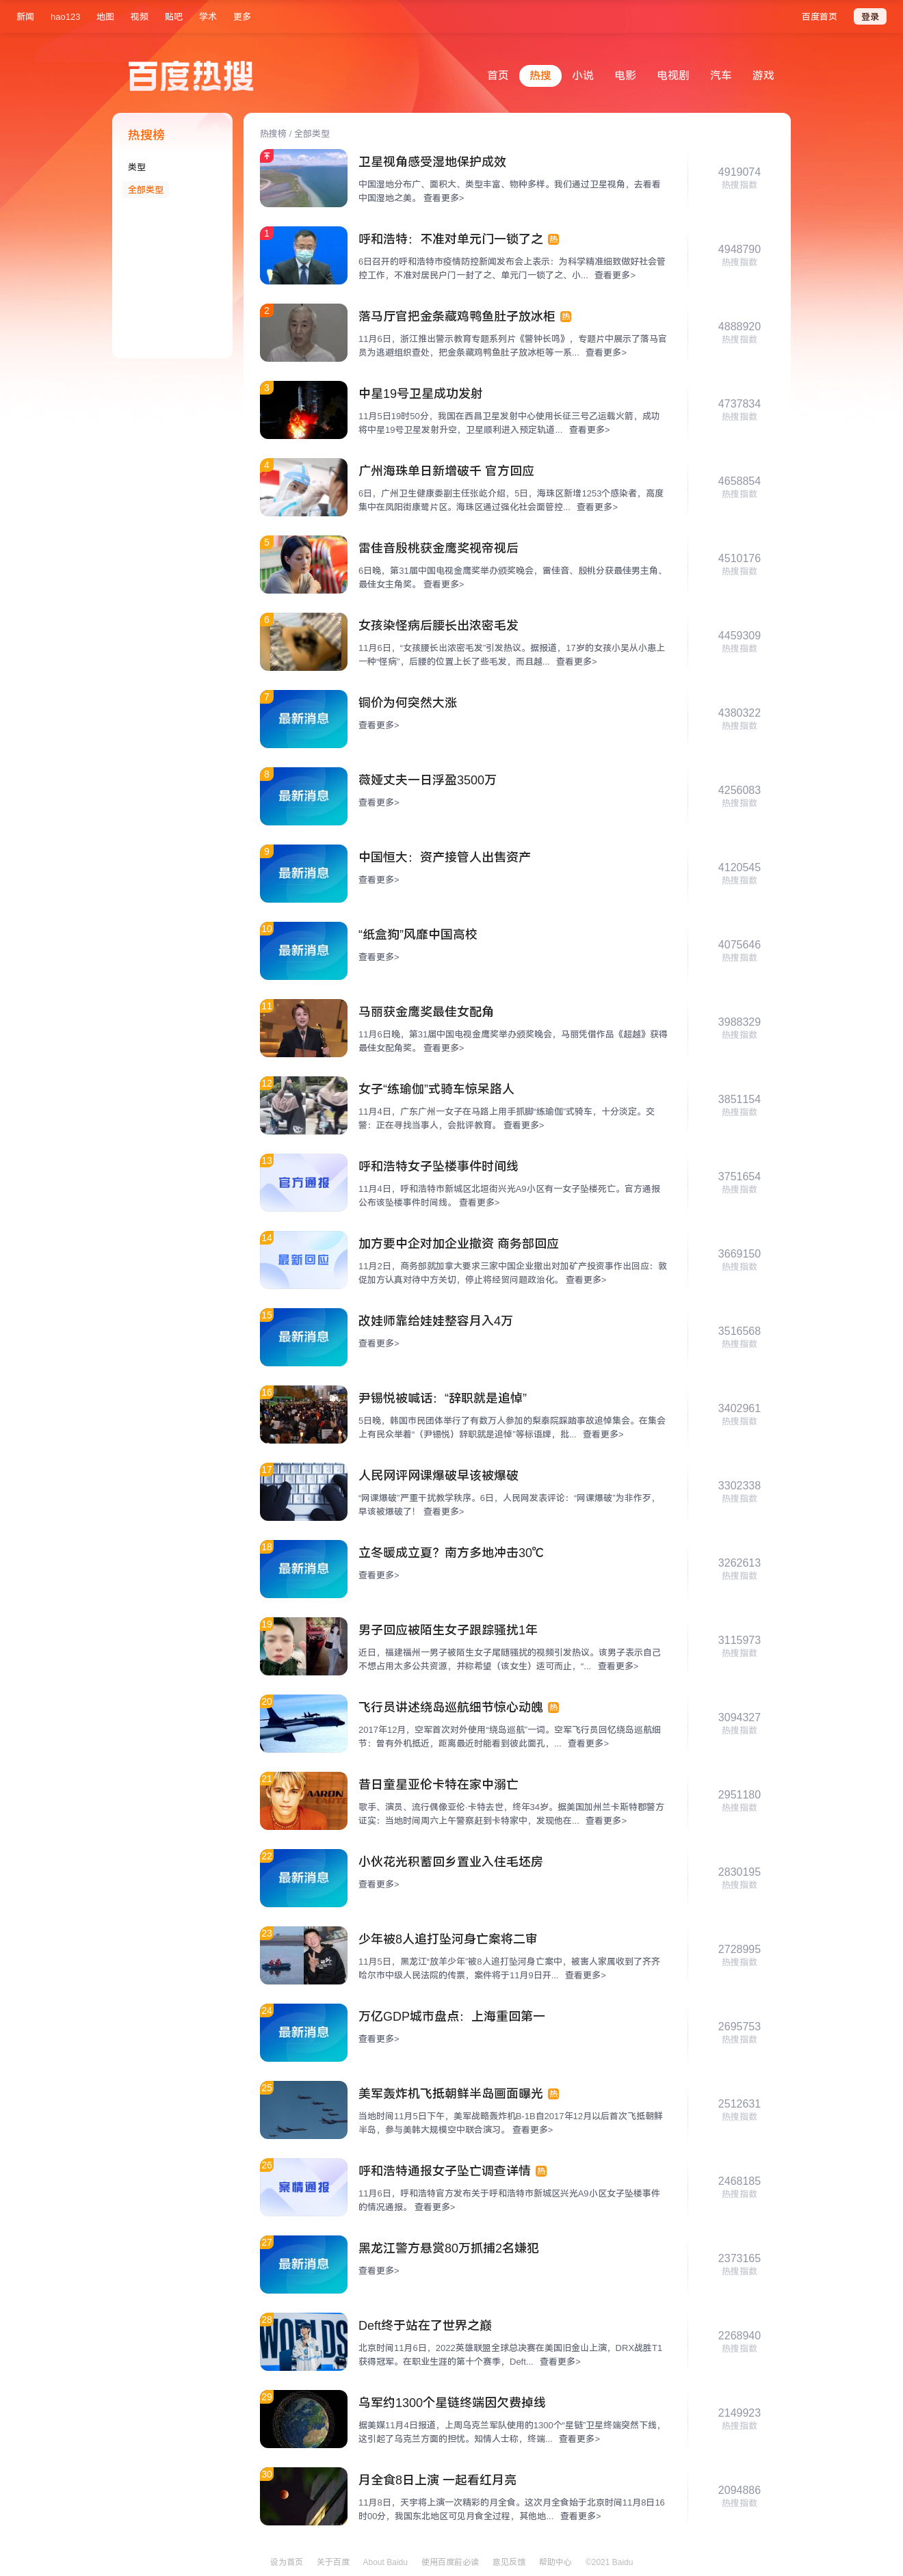 新闻 hao123 地图 视频 贴吧 学术 更多 百度首页 登录
百度热搜
首页 热搜 小说 电影 电视剧 汽车 游戏
热搜榜
类型
全部类型
热搜榜 / 全部类型
卫星视角感受湿地保护成效
中国湿地分布广、面积大、类型丰富、物种多样。我们通过卫星视角，去看看
中国湿地之美。 查看更多>
4919074
热搜指数
1
呼和浩特：不准对单元门一锁了之 热
6日召开的呼和浩特市疫情防控新闻发布会上表示：为科学精准细致做好社会管
控工作，不准对居民户门一封了之、单元门一锁了之、小... 查看更多>
4948790
热搜指数
2
落马厅官把金条藏鸡鸭鱼肚子放冰柜 热
11月6日，浙江推出警示教育专题系列片《警钟长鸣》，专题片中展示了落马官
员为逃避组织查处，把金条藏鸡鸭鱼肚子放冰柜等一系... 查看更多>
4888920
热搜指数
3
中星19号卫星成功发射
11月5日19时50分，我国在西昌卫星发射中心使用长征三号乙运载火箭，成功
将中星19号卫星发射升空，卫星顺利进入预定轨道... 查看更多>
4737834
热搜指数
4
广州海珠单日新增破千 官方回应
6日，广州卫生健康委副主任张屹介绍，5日，海珠区新增1253个感染者，高度
集中在凤阳街康鹭片区。海珠区通过强化社会面管控... 查看更多>
4658854
热搜指数
5
雷佳音殷桃获金鹰奖视帝视后
6日晚，第31届中国电视金鹰奖举办颁奖晚会，雷佳音、殷桃分获最佳男主角、
最佳女主角奖。 查看更多>
4510176
热搜指数
6
女孩染怪病后腰长出浓密毛发
11月6日，“女孩腰长出浓密毛发”引发热议。据报道，17岁的女孩小吴从小患上
一种“怪病”，后腰的位置上长了些毛发，而且越... 查看更多>
4459309
热搜指数
7
最新消息
铜价为何突然大涨
查看更多>
4380322
热搜指数
8
最新消息
薇娅丈夫一日浮盈3500万
查看更多>
4256083
热搜指数
9
最新消息
中国恒大：资产接管人出售资产
查看更多>
4120545
热搜指数
10
最新消息
“纸盒狗”风靡中国高校
查看更多>
4075646
热搜指数
11
马丽获金鹰奖最佳女配角
11月6日晚，第31届中国电视金鹰奖举办颁奖晚会，马丽凭借作品《超越》获得
最佳女配角奖。 查看更多>
3988329
热搜指数
12
女子“练瑜伽”式骑车惊呆路人
11月4日，广东广州一女子在马路上用手抓脚“练瑜伽”式骑车，十分淡定。交
警：正在寻找当事人，会批评教育。 查看更多>
3851154
热搜指数
13
官方通报
呼和浩特女子坠楼事件时间线
11月4日，呼和浩特市新城区北垣街兴光A9小区有一女子坠楼死亡。官方通报
公布该坠楼事件时间线。 查看更多>
3751654
热搜指数
14
最新回应
加方要中企对加企业撤资 商务部回应
11月2日，商务部就加拿大要求三家中国企业撤出对加矿产投资事作出回应：敦
促加方认真对待中方关切，停止将经贸问题政治化。 查看更多>
3669150
热搜指数
15
最新消息
改娃师靠给娃娃整容月入4万
查看更多>
3516568
热搜指数
16
尹锡悦被喊话：“辞职就是追悼”
5日晚，韩国市民团体举行了有数万人参加的梨泰院踩踏事故追悼集会。在集会
上有民众举着“（尹锡悦）辞职就是追悼”等标语牌，批... 查看更多>
3402961
热搜指数
17
人民网评网课爆破早该被爆破
“网课爆破”严重干扰教学秩序。6日，人民网发表评论：“网课爆破”为非作歹，
早该被爆破了！ 查看更多>
3302338
热搜指数
18
最新消息
立冬暖成立夏？南方多地冲击30℃
查看更多>
3262613
热搜指数
19
男子回应被陌生女子跟踪骚扰1年
近日，福建福州一男子被陌生女子尾随骚扰的视频引发热议。该男子表示自己
不想占用太多公共资源，并称希望（该女生）适可而止，“... 查看更多>
3115973
热搜指数
20
飞行员讲述绕岛巡航细节惊心动魄 热
2017年12月，空军首次对外使用“绕岛巡航”一词。空军飞行员回忆绕岛巡航细
节：曾有外机抵近，距离最近时能看到彼此面孔，... 查看更多>
3094327
热搜指数
21
AARON
昔日童星亚伦卡特在家中溺亡
歌手、演员、流行偶像亚伦·卡特去世，终年34岁。据美国加州兰卡斯特郡警方
证实：当地时间周六上午警察赶到卡特家中，发现他在... 查看更多>
2951180
热搜指数
22
最新消息
小伙花光积蓄回乡置业入住毛坯房
查看更多>
2830195
热搜指数
23
少年被8人追打坠河身亡案将二审
11月5日，黑龙江“放羊少年”被8人追打坠河身亡案中，被害人家属收到了齐齐
哈尔市中级人民法院的传票，案件将于11月9日开... 查看更多>
2728995
热搜指数
24
最新消息
万亿GDP城市盘点：上海重回第一
查看更多>
2695753
热搜指数
25
美军轰炸机飞抵朝鲜半岛画面曝光 热
当地时间11月5日下午，美军战略轰炸机B-1B自2017年12月以后首次飞抵朝鲜
半岛，参与美韩大规模空中联合演习。 查看更多>
2512631
热搜指数
26
案情通报
呼和浩特通报女子坠亡调查详情 热
11月6日，呼和浩特官方发布关于呼和浩特市新城区兴光A9小区女子坠楼事件
的情况通报。 查看更多>
2468185
热搜指数
27
最新消息
黑龙江警方悬赏80万抓捕2名嫌犯
查看更多>
2373165
热搜指数
28
WORLDS
Deft终于站在了世界之巅
北京时间11月6日，2022英雄联盟全球总决赛在美国旧金山上演，DRX战胜T1
获得冠军。在职业生涯的第十个赛季，Deft... 查看更多>
2268940
热搜指数
29
乌军约1300个星链终端因欠费掉线
据美媒11月4日报道，上周乌克兰军队使用的1300个“星链”卫星终端突然下线，
这引起了乌克兰方面的担忧。知情人士称，终端... 查看更多>
2149923
热搜指数
30
月全食8日上演 一起看红月亮
11月8日，天宇将上演一次精彩的月全食。这次月全食始于北京时间11月8日16
时00分，我国东北地区可见月食全过程，其他地... 查看更多>
2094886
热搜指数
设为首页 关于百度 About Baidu 使用百度前必读 意见反馈 帮助中心 ©2021 Baidu